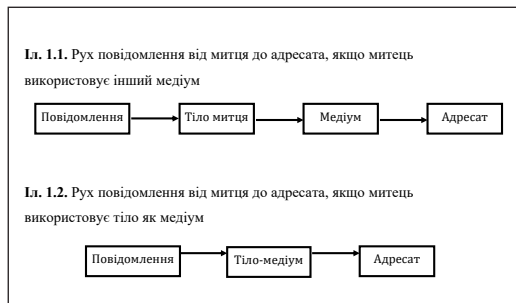 Іл. 1.1. Рух повідомлення від митця до адресата, якщо митець
використовує інший медіум
Повідомлення Тіло митця Медіум Адресат
Іл. 1.2. Рух повідомлення від митця до адресата, якщо митець
використовує тіло як медіум
Повідомлення Тіло-медіум Адресат